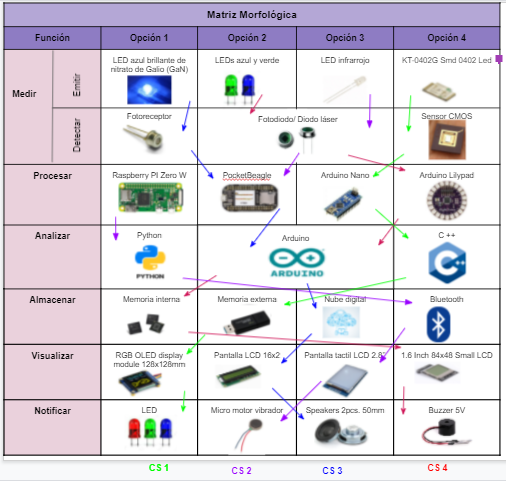 Matriz Morfológica
Función Opción 1 Opción 2 Opción 3 Opción 4
Medir
Emitir
LED azul brillante de
nitrato de Galio (GaN)
LEDs azul y verde
LED infrarrojo
KT-0402G Smd 0402 Led
Detectar
Fotoreceptor
Fotodiodo/ Diodo láser
Sensor CMOS
Procesar
Raspberry PI Zero W
PocketBeagle
Arduino Nano
Arduino Lilypad
Analizar
Python
PYTHON
Arduino
ARDUINO
C ++
C++
Almacenar
Memoria interna
Memoria externa
Nube digital
Bluetooth
Visualizar
RGB OLED display
module 128x128mm
Pantalla LCD 16x2
Pantalla tactil LCD 2.8"
1.6 Inch 84x48 Small LCD
Notificar
LED
Micro motor vibrador
Speakers 2pcs. 50mm
Buzzer 5V
CS 1
CS 2
CS 3
CS 4